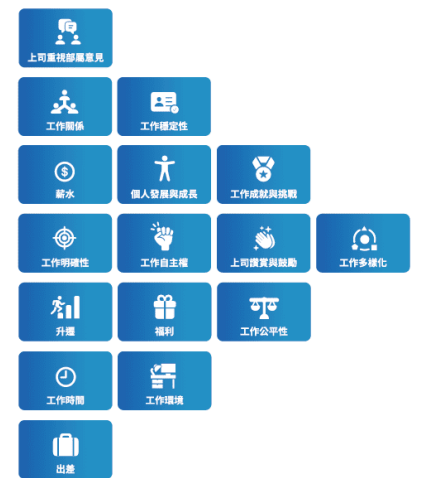 上司重視部屬意見
工作關係
工作穩定性
薪水
個人發展與成長
工作成就與挑戰
工作明確性
工作自主權
上司讚賞與鼓勵
工作多樣化
升遷
福利
工作公平性
工作時間
工作環境
出差